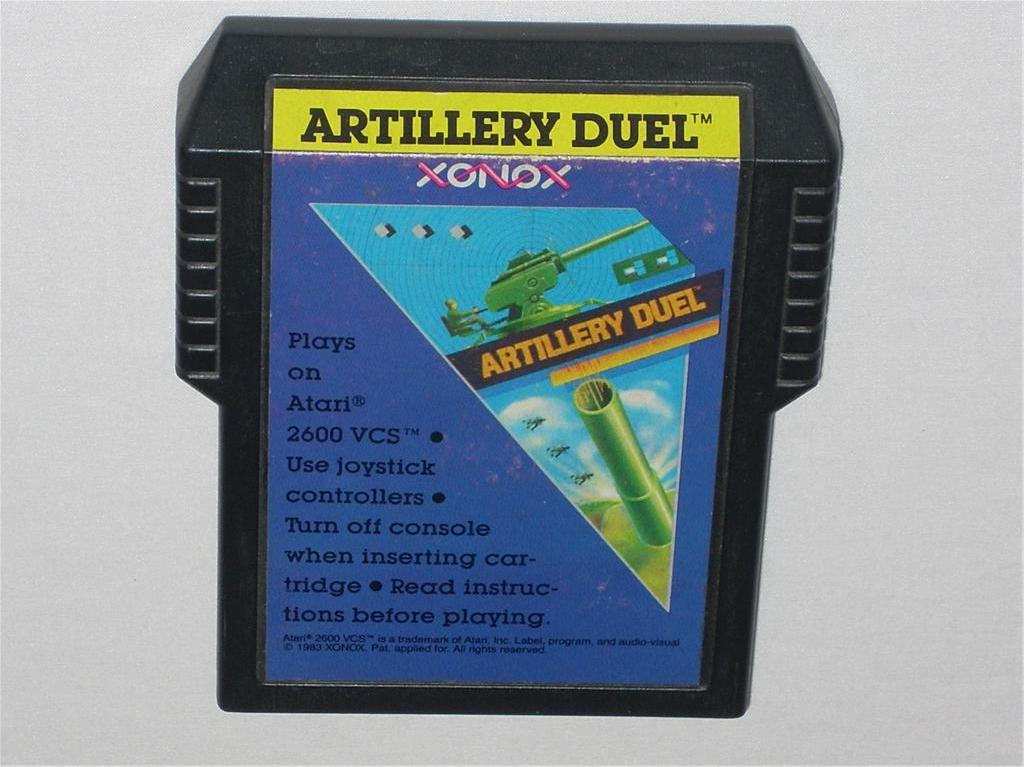 ARTILLERY DUEL™
XONOX
ARTILLERY DUEL™
Plays
on
Atari®
2600 VCS™ •
Use joystick
controllers •
Turn off console
when inserting car-
tridge • Read instruc-
tions before playing.
Atari® 2600 VCS™ is a trademark of Atari, Inc. Label, program, and audio-visual
© 1983 XONOX. Pat. applied for. All rights reserved.